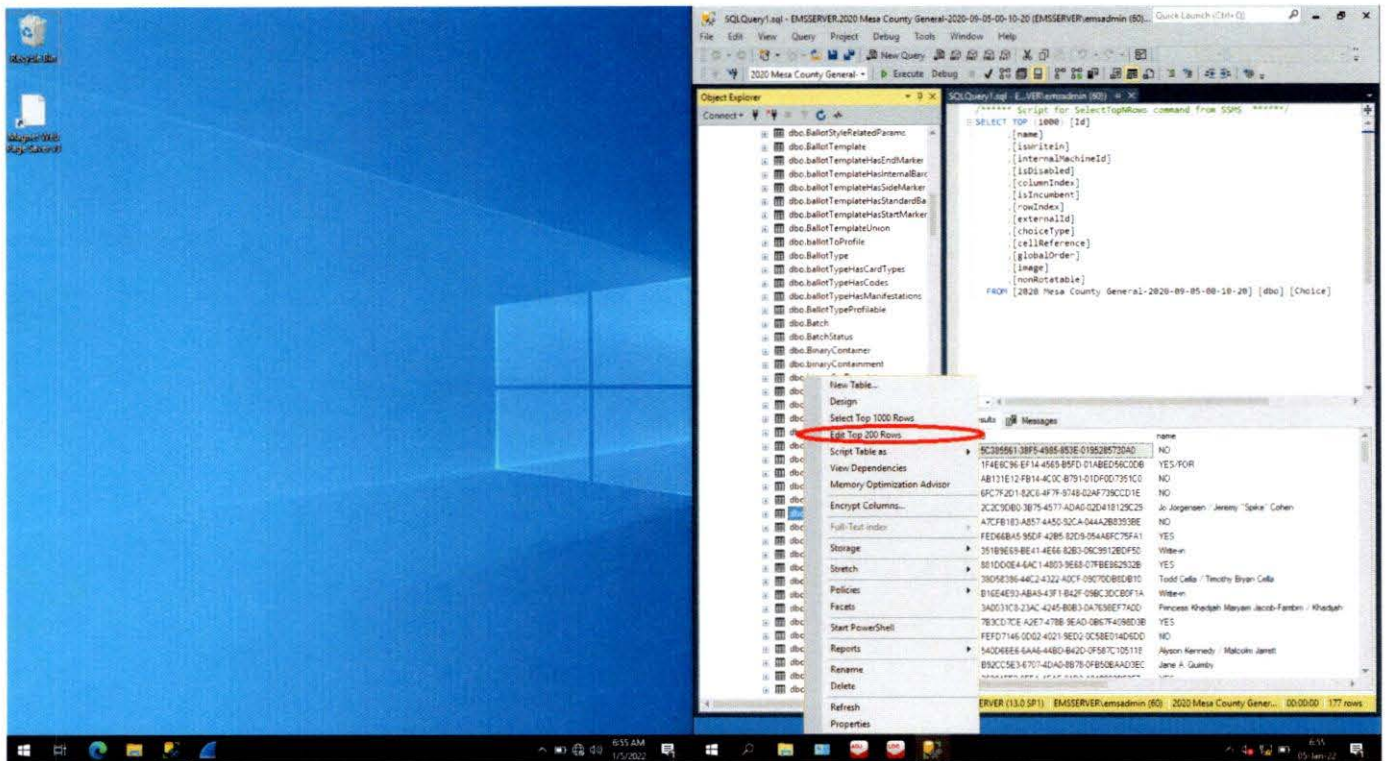 Recycle Bin
Magnet Web
Page Saver V3
SQLQuery1.sql - EMSSERVER.2020 Mesa County General-2020-09-05-00-10-20 (EMSSERVER\emsadmin (60)...
Quick Launch (Ctrl+Q)
File Edit View Query Project Debug Tools Window Help
New Query
2020 Mesa County General- Execute Debug
Object Explorer
Connect
dbo.BallotStyleRelatedParams
dbo.BallotTemplate
dbo.ballotTemplateHasEndMarker
dbo.ballotTemplateHasInternalBarc
dbo.ballotTemplateHasSideMarker
dbo.ballotTemplateHasStandardBa
dbo.ballotTemplateHasStartMarker
dbo.BallotTemplateUnion
dbo.ballotToProfile
dbo.BallotType
dbo.ballotTypeHasCardTypes
dbo.ballotTypeHasCodes
dbo.ballotTypeHasManifestations
dbo.BallotTypeProfilable
dbo.Batch
dbo.BatchStatus
dbo.BinaryContainer
dbo.binaryContainment
SQLQuery1.sql - E...VER\emsadmin (60))
/****** Script for SelectTopNRows command from SSMS ******/
SELECT TOP (1000) [Id]
,[name]
,[isWritein]
,[internalMachineId]
,[isDisabled]
,[columnIndex]
,[isIncumbent]
,[rowIndex]
,[externalId]
,[choiceType]
,[cellReference]
,[globalOrder]
,[image]
,[nonRotatable]
FROM [2020 Mesa County General-2020-09-05-00-10-20].[dbo].[Choice]
New Table...
Design
Select Top 1000 Rows
Edit Top 200 Rows
Script Table as
View Dependencies
Memory Optimization Advisor
Encrypt Columns...
Full-Text index
Storage
Stretch
Policies
Facets
Start PowerShell
Reports
Rename
Delete
Refresh
Properties
Messages
name
NO
YES/FOR
NO
NO
Jo Jorgensen / Jeremy "Spike" Cohen
NO
YES
Write-in
YES
Todd Cella / Timothy Bryan Cella
Write-in
Princess Khadijah Maryam Jacob-Fambro / Khadijah
YES
NO
Alyson Kennedy / Malcolm Jarrett
Jane A. Quimby
ERVER (13.0 SP1) EMSSERVER\emsadmin (60) 2020 Mesa County Gener... 00:00:00 177 rows
6:55 AM
1/5/2022
6:55
05-Jan-22